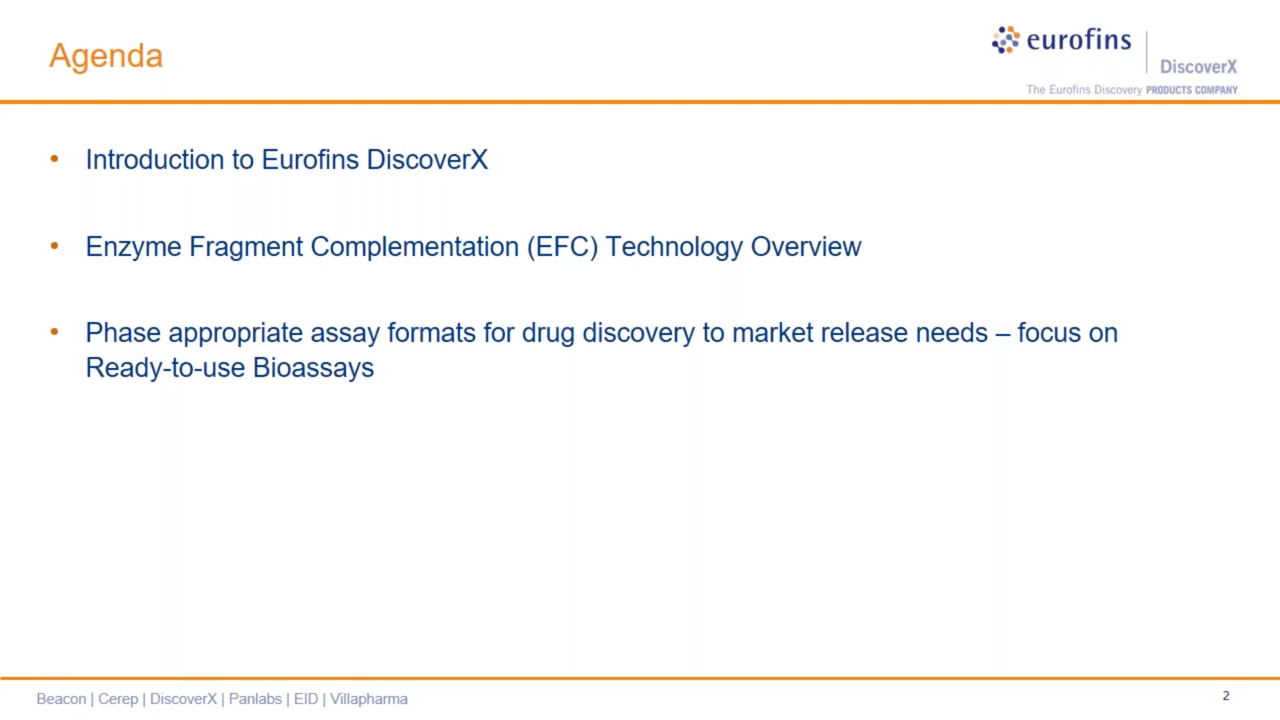 Agenda
eurofins
DiscoverX
The Eurofins Discovery PRODUCTS COMPANY
• Introduction to Eurofins DiscoverX
• Enzyme Fragment Complementation (EFC) Technology Overview
• Phase appropriate assay formats for drug discovery to market release needs – focus on
Ready-to-use Bioassays
Beacon | Cerep | DiscoverX | Panlabs | EID | Villapharma
2